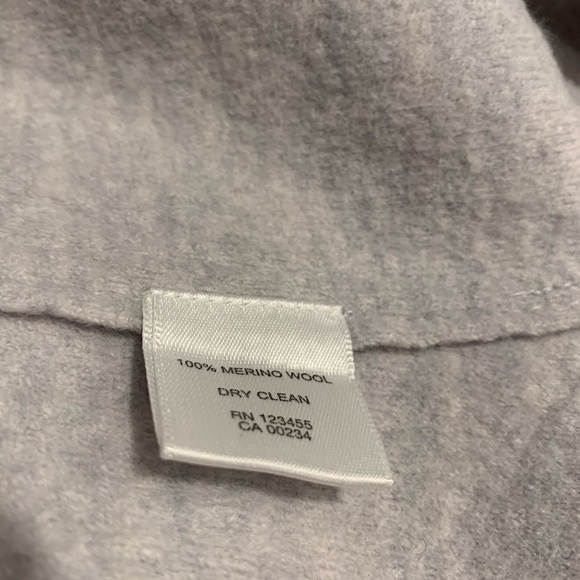 100% MERINO WOOL
DRY CLEAN
RN 123455
CA 00234